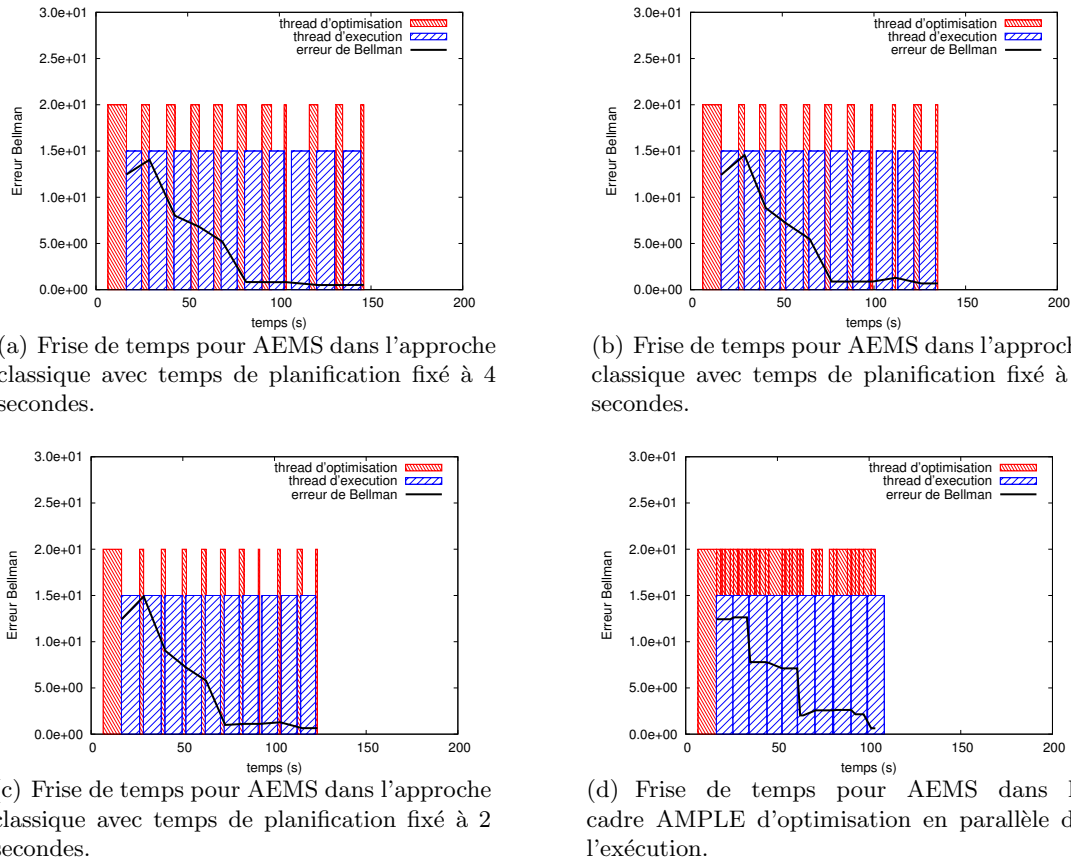 3.0e+01
2.5e+01
2.0e+01
1.5e+01
1.0e+01
5.0e+00
0.0e+00
Erreur Bellman
thread d'optimisation
thread d'execution
erreur de Bellman
0 50 100 150 200
temps (s)
(a) Frise de temps pour AEMS dans l'approche
classique avec temps de planification fixé à 4
secondes.
3.0e+01
2.5e+01
2.0e+01
1.5e+01
1.0e+01
5.0e+00
0.0e+00
Erreur Bellman
thread d'optimisation
thread d'execution
erreur de Bellman
0 50 100 150 200
temps (s)
(b) Frise de temps pour AEMS dans l'approch
classique avec temps de planification fixé à
secondes.
3.0e+01
2.5e+01
2.0e+01
1.5e+01
1.0e+01
5.0e+00
0.0e+00
Erreur Bellman
thread d'optimisation
thread d'execution
erreur de Bellman
0 50 100 150 200
temps (s)
(c) Frise de temps pour AEMS dans l'approche
classique avec temps de planification fixé à 2
secondes.
3.0e+01
2.5e+01
2.0e+01
1.5e+01
1.0e+01
5.0e+00
0.0e+00
Erreur Bellman
thread d'optimisation
thread d'execution
erreur de Bellman
0 50 100 150 200
temps (s)
(d) Frise de temps pour AEMS dans l
cadre AMPLE d'optimisation en parallèle d
l'exécution.